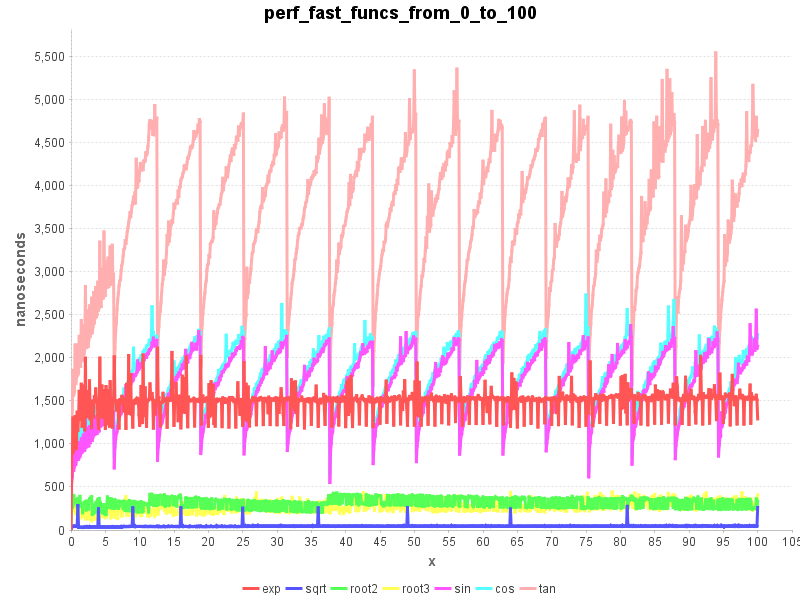 perf_fast_funcs_from_0_to_100
5,500
5,000
4,500
4,000
3,500
3,000
2,500
2,000
1,500
1,000
500
0
nanoseconds
0 5 10 15 20 25 30 35 40 45 50 55 60 65 70 75 80 85 90 95 100 105
x
exp sqrt root2 root3 sin cos tan